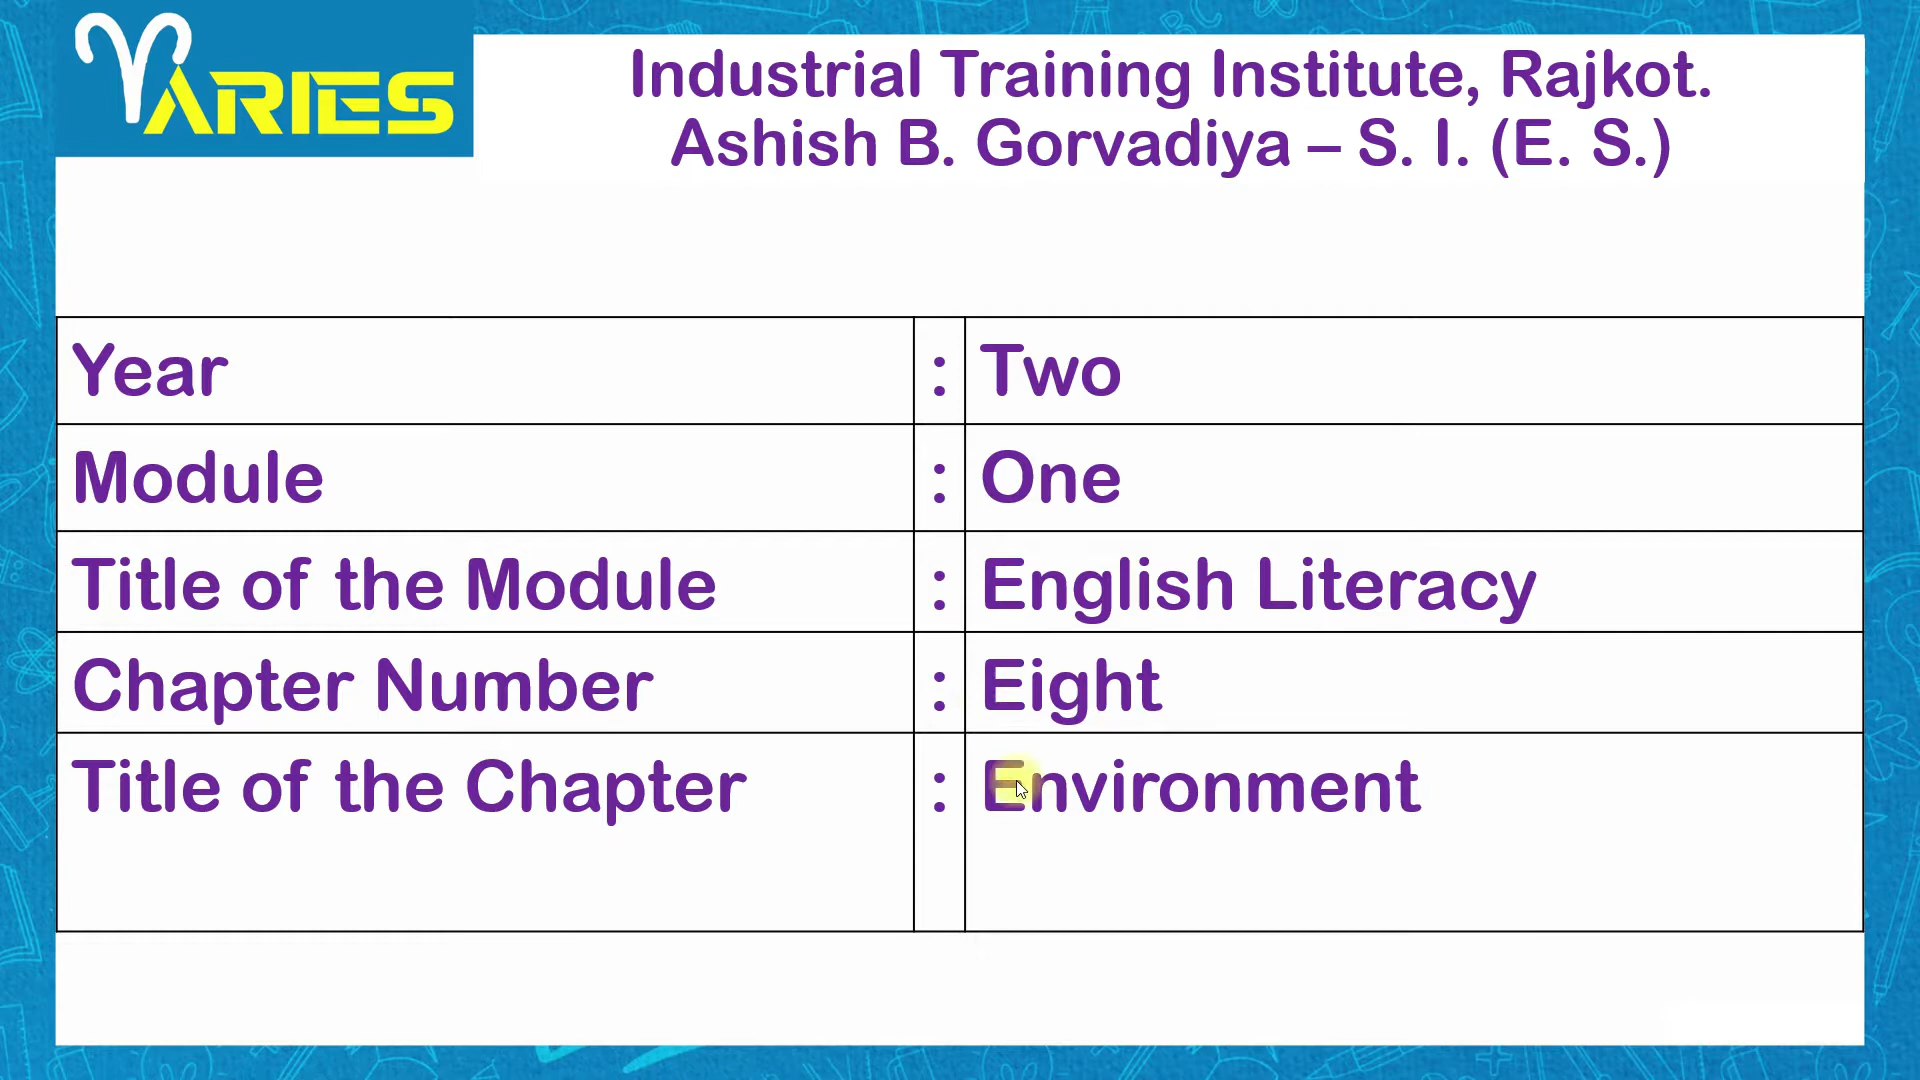 ARIES
Industrial Training Institute, Rajkot.
Ashish B. Gorvadiya – S. I. (E. S.)
Year : Two
Module : One
Title of the Module : English Literacy
Chapter Number : Eight
Title of the Chapter : Environment